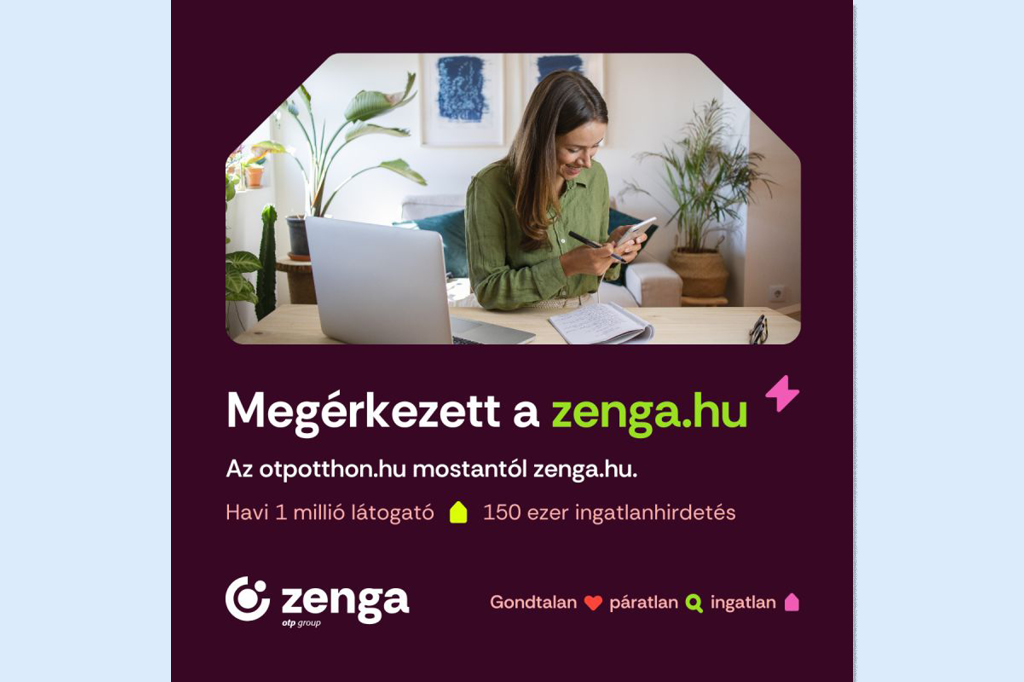 Megérkezett a zenga.hu
Az otpotthon.hu mostantól zenga.hu.
Havi 1 millió látogató 150 ezer ingatlanhirdetés
zenga
otp group
Gondtalan páratlan ingatlan